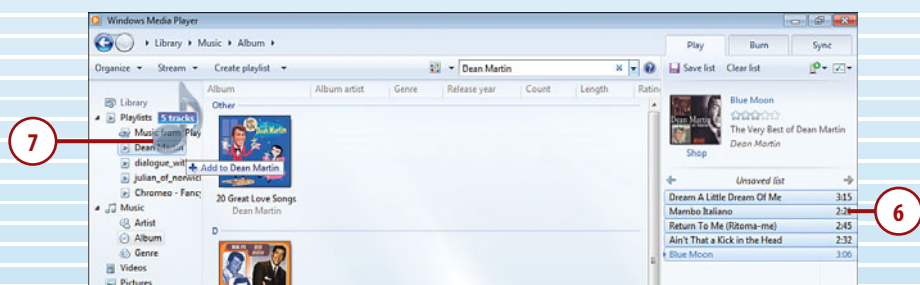 Windows Media Player
Library Music Album
Play Burn Sync
Organize Stream Create playlist Dean Martin Save list Clear list
Album Album artist Genre Release year Count Length
Other
Library
Playlists 5 tracks
Music from Play
Dean Martin
dialogue_wit
Add to Dean Martin
julian_of_norwic
Chromeo - Fanc
20 Great Love Songs
Dean Martin
Music
Artist
Album
Genre
Videos
Pictures
D
Blue Moon
The Very Best of Dean Martin
Dean Martin
Shop
Unsaved list
Dream A Little Dream Of Me 3:15
Mambo Italiano
Return To Me (Ritorna-me) 2:45
Ain't That a Kick in the Head 2:32
Blue Moon 3:06
7
6